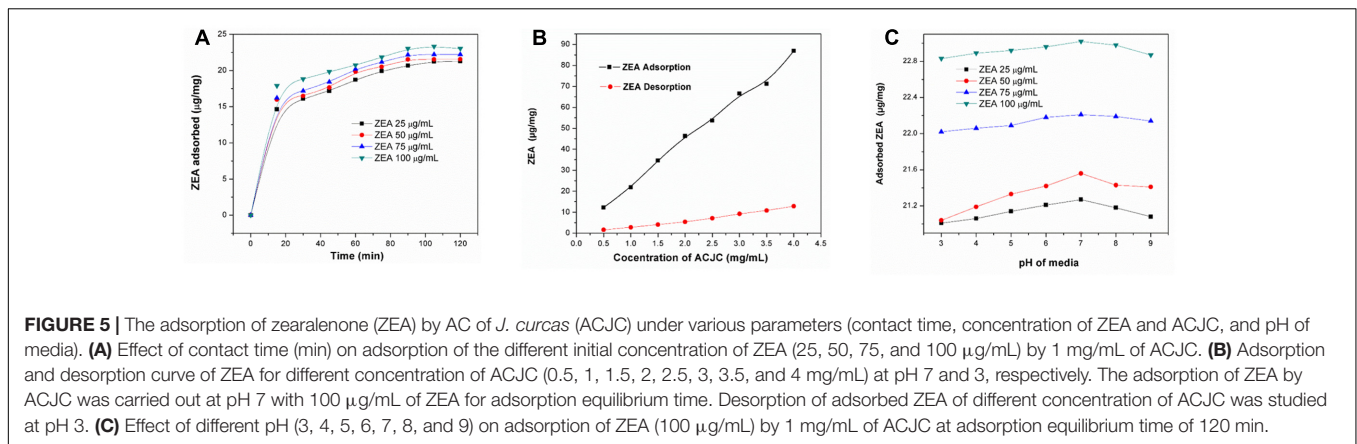 A
ZEA adsorbed (µg/mg)
25
20
15
10
5
0
ZEA 25 µg/mL
ZEA 50 µg/mL
ZEA 75 µg/mL
ZEA 100 µg/mL
0 20 40 60 80 100 120
Time (min)
B
ZEA (µg/mg)
90
80
70
60
50
40
30
20
10
0
ZEA Adsorption
ZEA Desorption
0.0 0.5 1.0 1.5 2.0 2.5 3.0 3.5 4.0 4.5
Cocentration of ACJC (mg/mL)
C
Adsorbed ZEA (µg/mg)
22.8
22.4
22.0
21.6
21.2
ZEA 25 µg/mL
ZEA 50 µg/mL
ZEA 75 µg/mL
ZEA 100 µg/mL
3 4 5 6 7 8 9
pH of media
FIGURE 5 | The adsorption of zearalenone (ZEA) by AC of J. curcas (ACJC) under various parameters (contact time, concentration of ZEA and ACJC, and pH of
media). (A) Effect of contact time (min) on adsorption of the different initial concentration of ZEA (25, 50, 75, and 100 µg/mL) by 1 mg/mL of ACJC. (B) Adsorption
and desorption curve of ZEA for different concentration of ACJC (0.5, 1, 1.5, 2, 2.5, 3, 3.5, and 4 mg/mL) at pH 7 and 3, respectively. The adsorption of ZEA by
ACJC was carried out at pH 7 with 100 µg/mL of ZEA for adsorption equilibrium time. Desorption of adsorbed ZEA of different concentration of ACJC was studied
at pH 3. (C) Effect of different pH (3, 4, 5, 6, 7, 8, and 9) on adsorption of ZEA (100 µg/mL) by 1 mg/mL of ACJC at adsorption equilibrium time of 120 min.